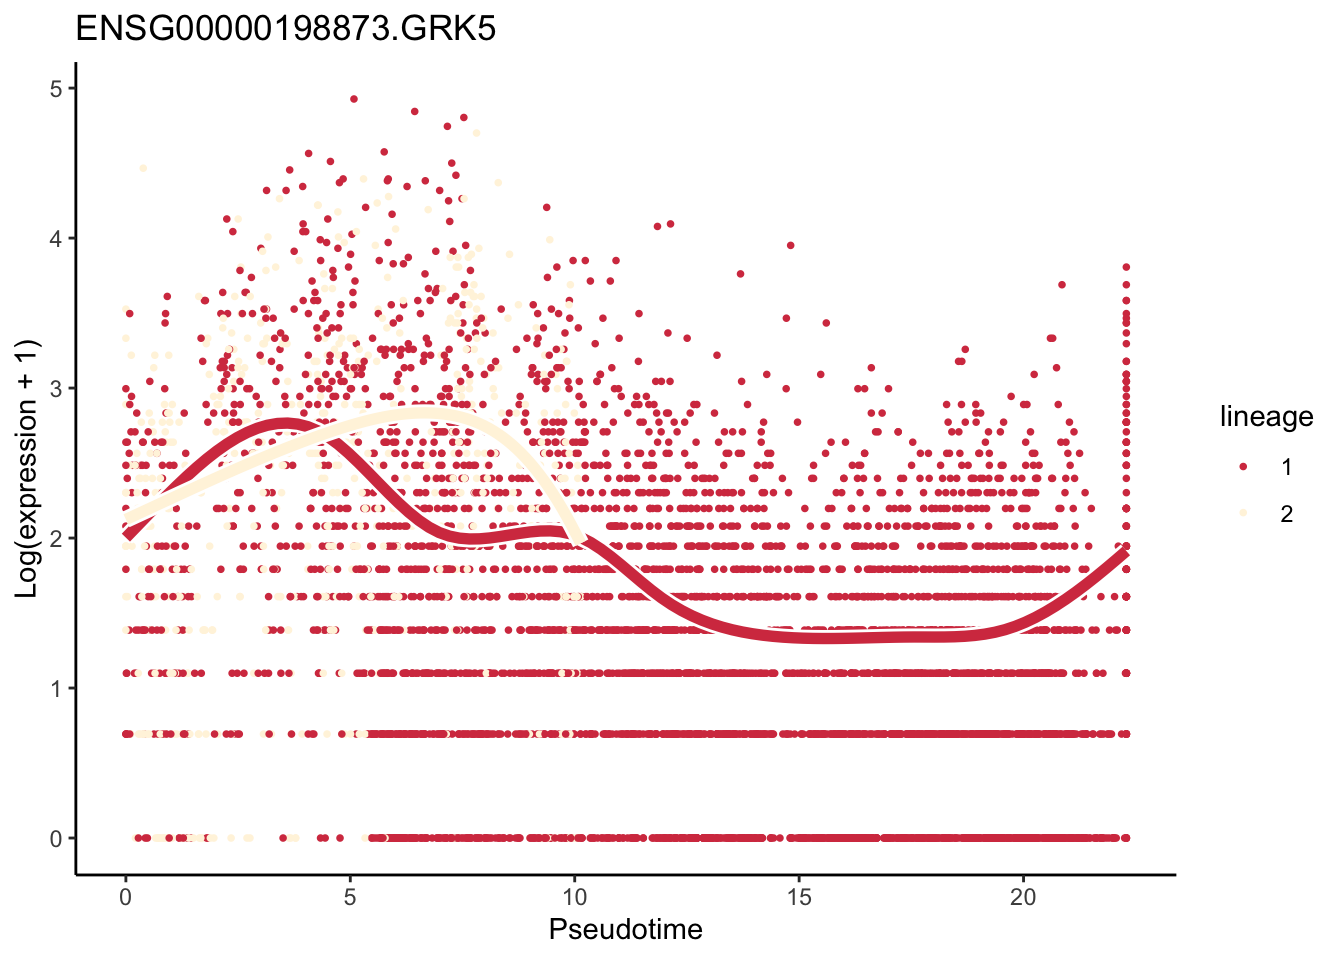 ENSG00000198873.GRK5
5
4
3
2
1
0
Log(expression + 1)
0 5 10 15 20
Pseudotime
lineage
1
2